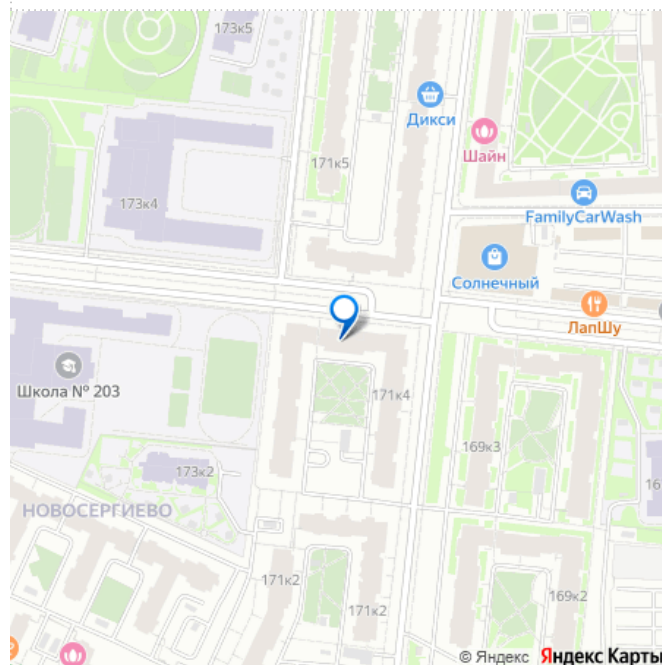 173к5
Дикси
Шайн
171к5
173к4
FamilyCarWash
Солнечный
ЛапШу
Школа № 203
171к4
169к3
173к2
НОВОСЕРГИЕВО
16
171к2
171к2
169к2
© Яндекс Яндекс Карты